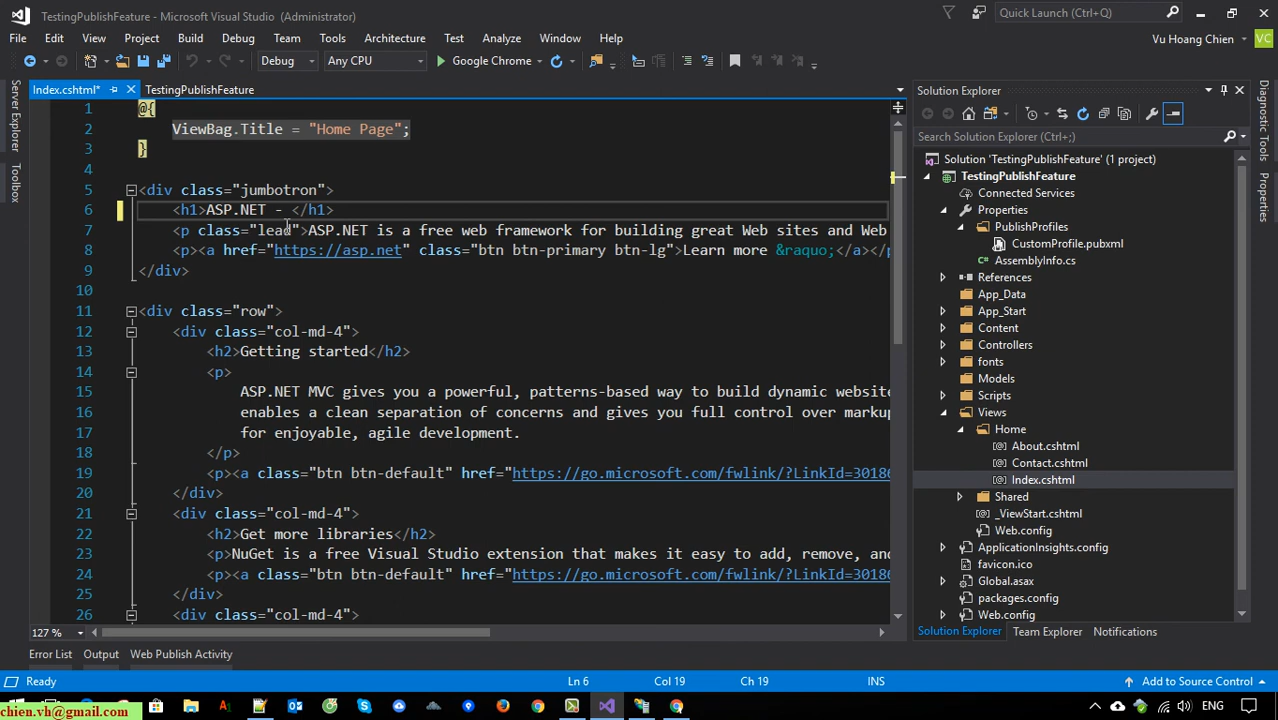 TestingPublishFeature - Microsoft Visual Studio (Administrator)
Quick Launch (Ctrl+Q)
File Edit View Project Build Debug Team Tools Architecture Test Analyze Window Help
Vu Hoang Chien VC
Debug Any CPU Google Chrome
Server Explorer
Toolbox
Index.cshtml* TestingPublishFeature
1 @{
2 ViewBag.Title = "Home Page";
3 }
4
5 <div class="jumbotron">
6 <h1>ASP.NET - </h1>
7 <p class="lead">ASP.NET is a free web framework for building great Web sites and Web
8 <p><a href="https://asp.net" class="btn btn-primary btn-lg">Learn more &raquo;</a></p
9 </div>
10
11 <div class="row">
12 <div class="col-md-4">
13 <h2>Getting started</h2>
14 <p>
15 ASP.NET MVC gives you a powerful, patterns-based way to build dynamic website
16 enables a clean separation of concerns and gives you full control over markup
17 for enjoyable, agile development.
18 </p>
19 <p><a class="btn btn-default" href="https://go.microsoft.com/fwlink/?LinkId=30186
20 </div>
21 <div class="col-md-4">
22 <h2>Get more libraries</h2>
23 <p>NuGet is a free Visual Studio extension that makes it easy to add, remove, and
24 <p><a class="btn btn-default" href="https://go.microsoft.com/fwlink/?LinkId=30186
25 </div>
26 <div class="col-md-4">
127 %
Solution Explorer
Search Solution Explorer (Ctrl+;)
Solution 'TestingPublishFeature' (1 project)
TestingPublishFeature
Connected Services
Properties
PublishProfiles
CustomProfile.pubxml
AssemblyInfo.cs
References
App_Data
App_Start
Content
Controllers
fonts
Models
Scripts
Views
Home
About.cshtml
Contact.cshtml
Index.cshtml
Shared
_ViewStart.cshtml
Web.config
ApplicationInsights.config
favicon.ico
Global.asax
packages.config
Web.config
Solution Explorer Team Explorer Notifications
Diagnostic Tools
Properties
Error List Output Web Publish Activity
Ready Ln 6 Col 19 Ch 19 INS Add to Source Control
chien.vh@gmail.com
ENG